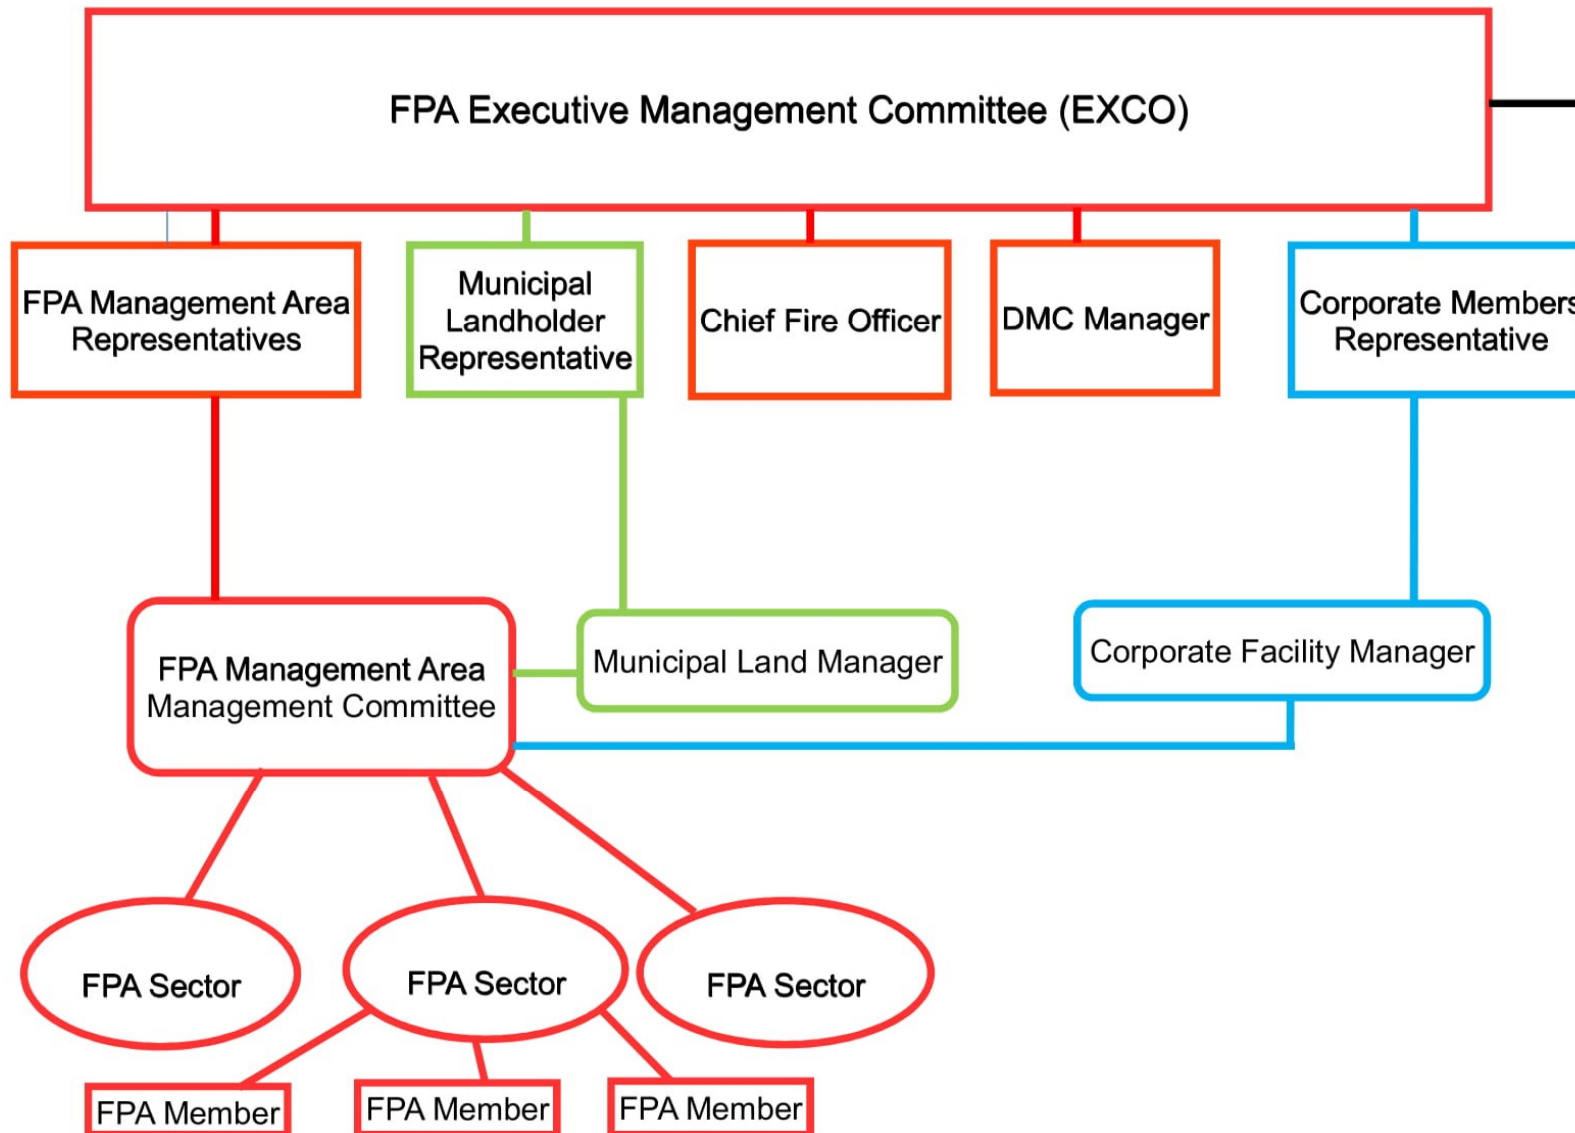 FPA Executive Management Committee (EXCO)
FPA Management Area
Representatives
Municipal
Landholder
Representative
Chief Fire Officer
DMC Manager
Corporate Members
Representative
FPA Management Area
Management Committee
Municipal Land Manager
Corporate Facility Manager
FPA Sector
FPA Sector
FPA Sector
FPA Member
FPA Member
FPA Member